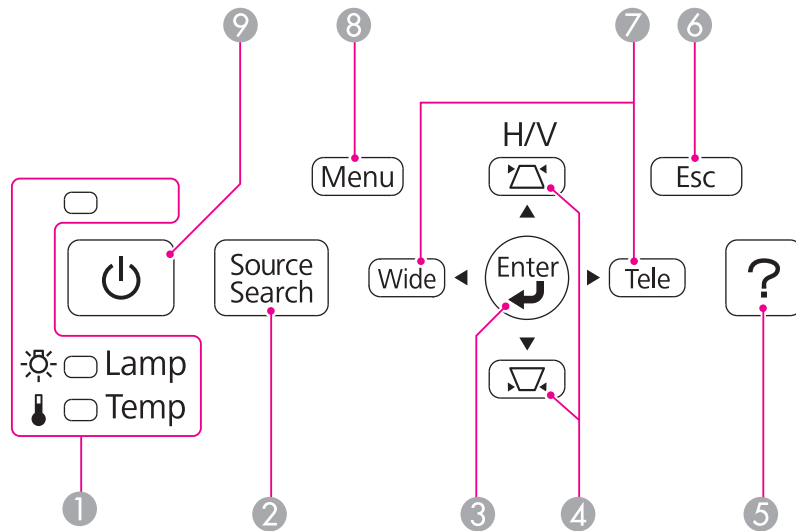 9
8
7
6
H/V
Menu
Esc
Source
Search
Wide
Enter
Tele
?
Lamp
Temp
1
2
3
4
5